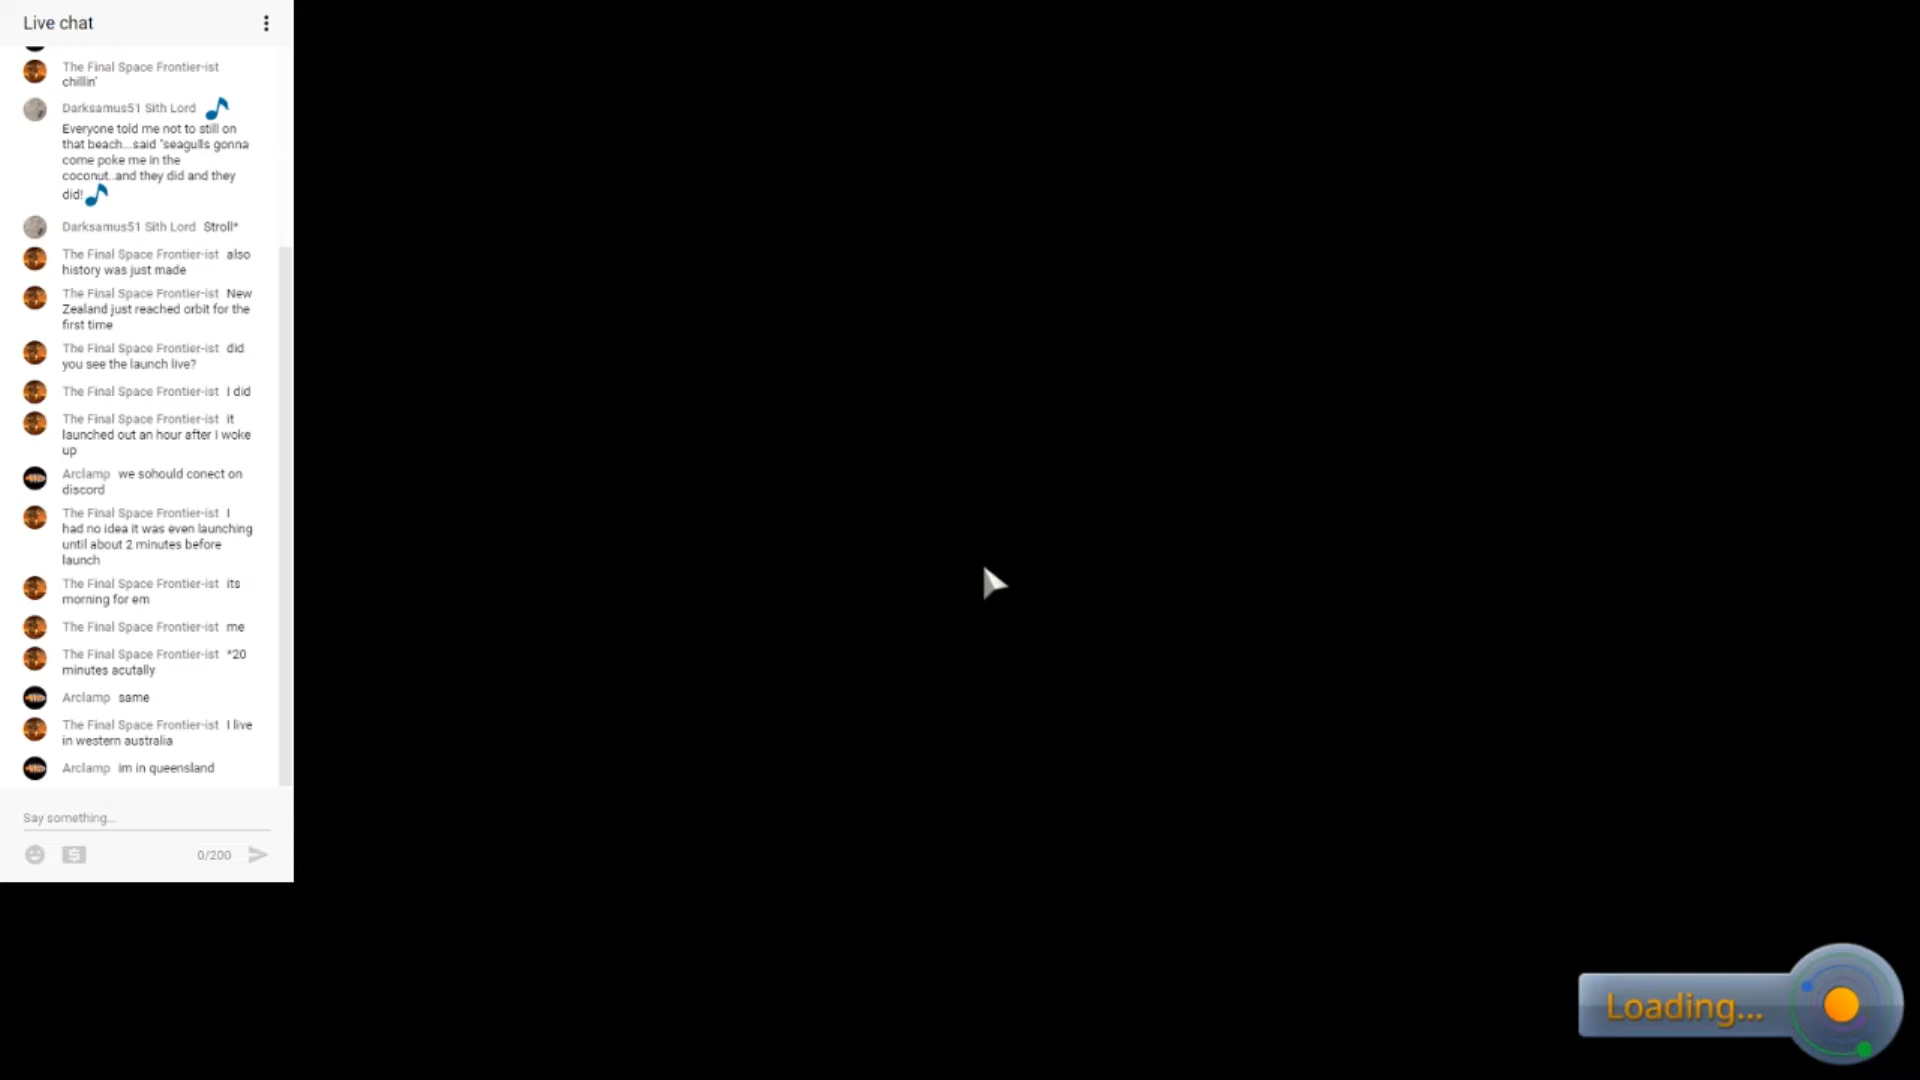 Live chat
The Final Space Frontier-ist
chillin'
Darksamus51 Sith Lord
Everyone told me not to still on
that beach...said "seagulls gonna
come poke me in the
coconut..and they did and they
did!
Darksamus51 Sith Lord Stroll*
The Final Space Frontier-ist also
history was just made
The Final Space Frontier-ist New
Zealand just reached orbit for the
first time
The Final Space Frontier-ist did
you see the launch live?
The Final Space Frontier-ist I did
The Final Space Frontier-ist it
launched out an hour after I woke
up
Arclamp we sohould conect on
discord
The Final Space Frontier-ist I
had no idea it was even launching
until about 2 minutes before
launch
The Final Space Frontier-ist its
morning for em
The Final Space Frontier-ist me
The Final Space Frontier-ist *20
minutes acutally
Arclamp same
The Final Space Frontier-ist I live
in western australia
Arclamp im in queensland
Say something...
0/200
Loading...